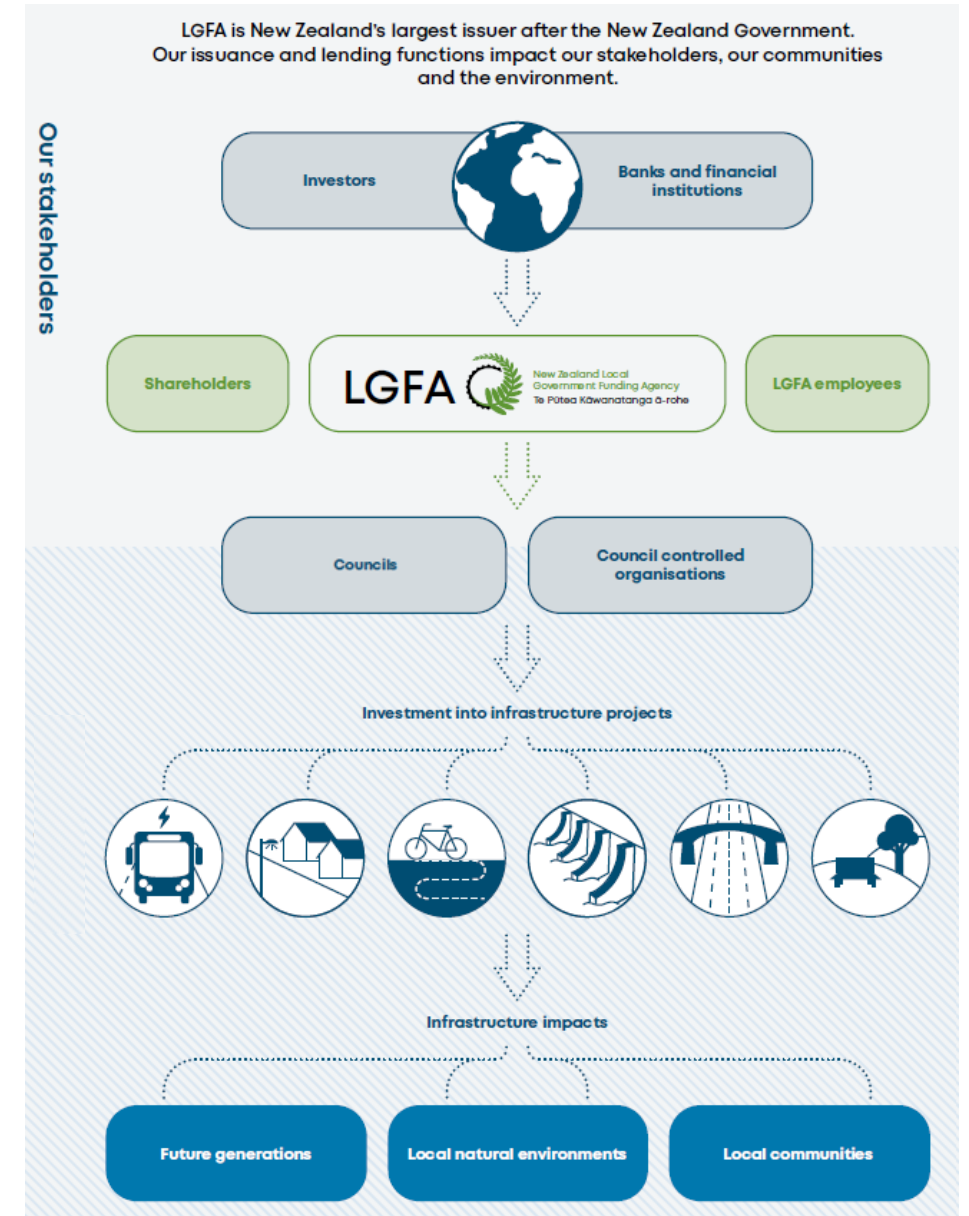 LGFA is New Zealand's largest issuer after the New Zealand Government.
Our issuance and lending functions impact our stakeholders, our communities
and the environment.
Our stakeholders
Investors
Banks and financial
institutions
Shareholders
LGFA
New Zealand Local
Government Funding Agency
Te Pūtea Kāwanatanga ā-rohe
LGFA employees
Councils
Council controlled
organisations
Investment into infrastructure projects
Infrastructure impacts
Future generations
Local natural environments
Local communities